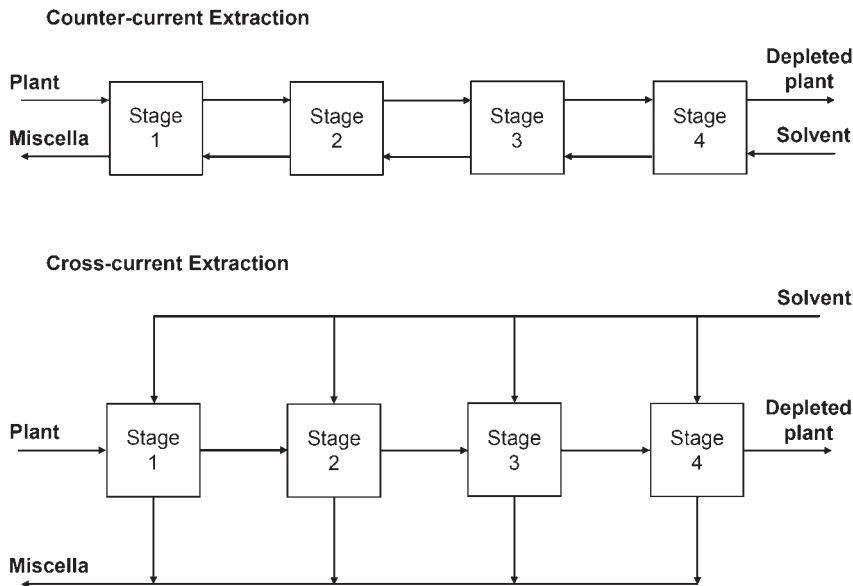 Counter-current Extraction
Plant
Depleted
plant
Stage
1
Stage
2
Stage
3
Stage
4
Miscella
Solvent
Cross-current Extraction
Solvent
Plant
Depleted
plant
Stage
1
Stage
2
Stage
3
Stage
4
Miscella